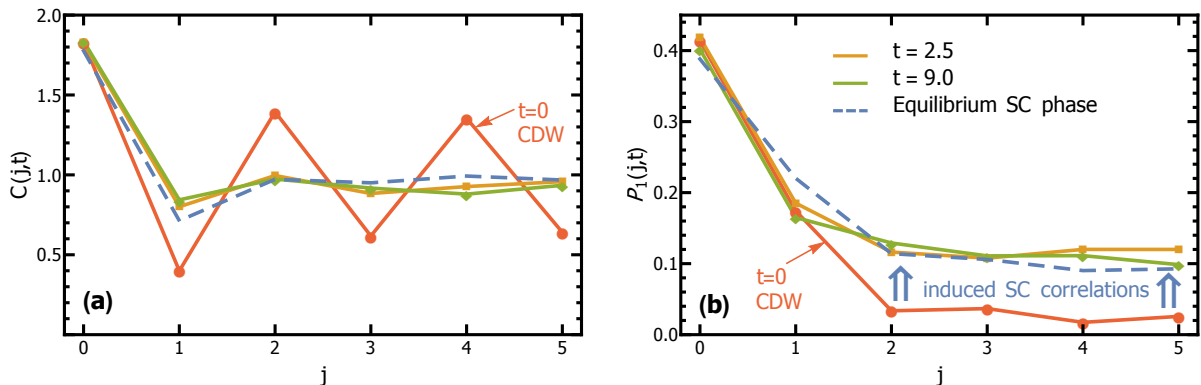 2.0
1.5
1.0
0.5
C(j,t)
t=0
CDW
(a)
0 1 2 3 4 5
j
0.4
0.3
0.2
0.1
0.0
P₁(j,t)
t = 2.5
t = 9.0
Equilibrium SC phase
t=0
CDW
induced SC correlations
(b)
0 1 2 3 4 5
j